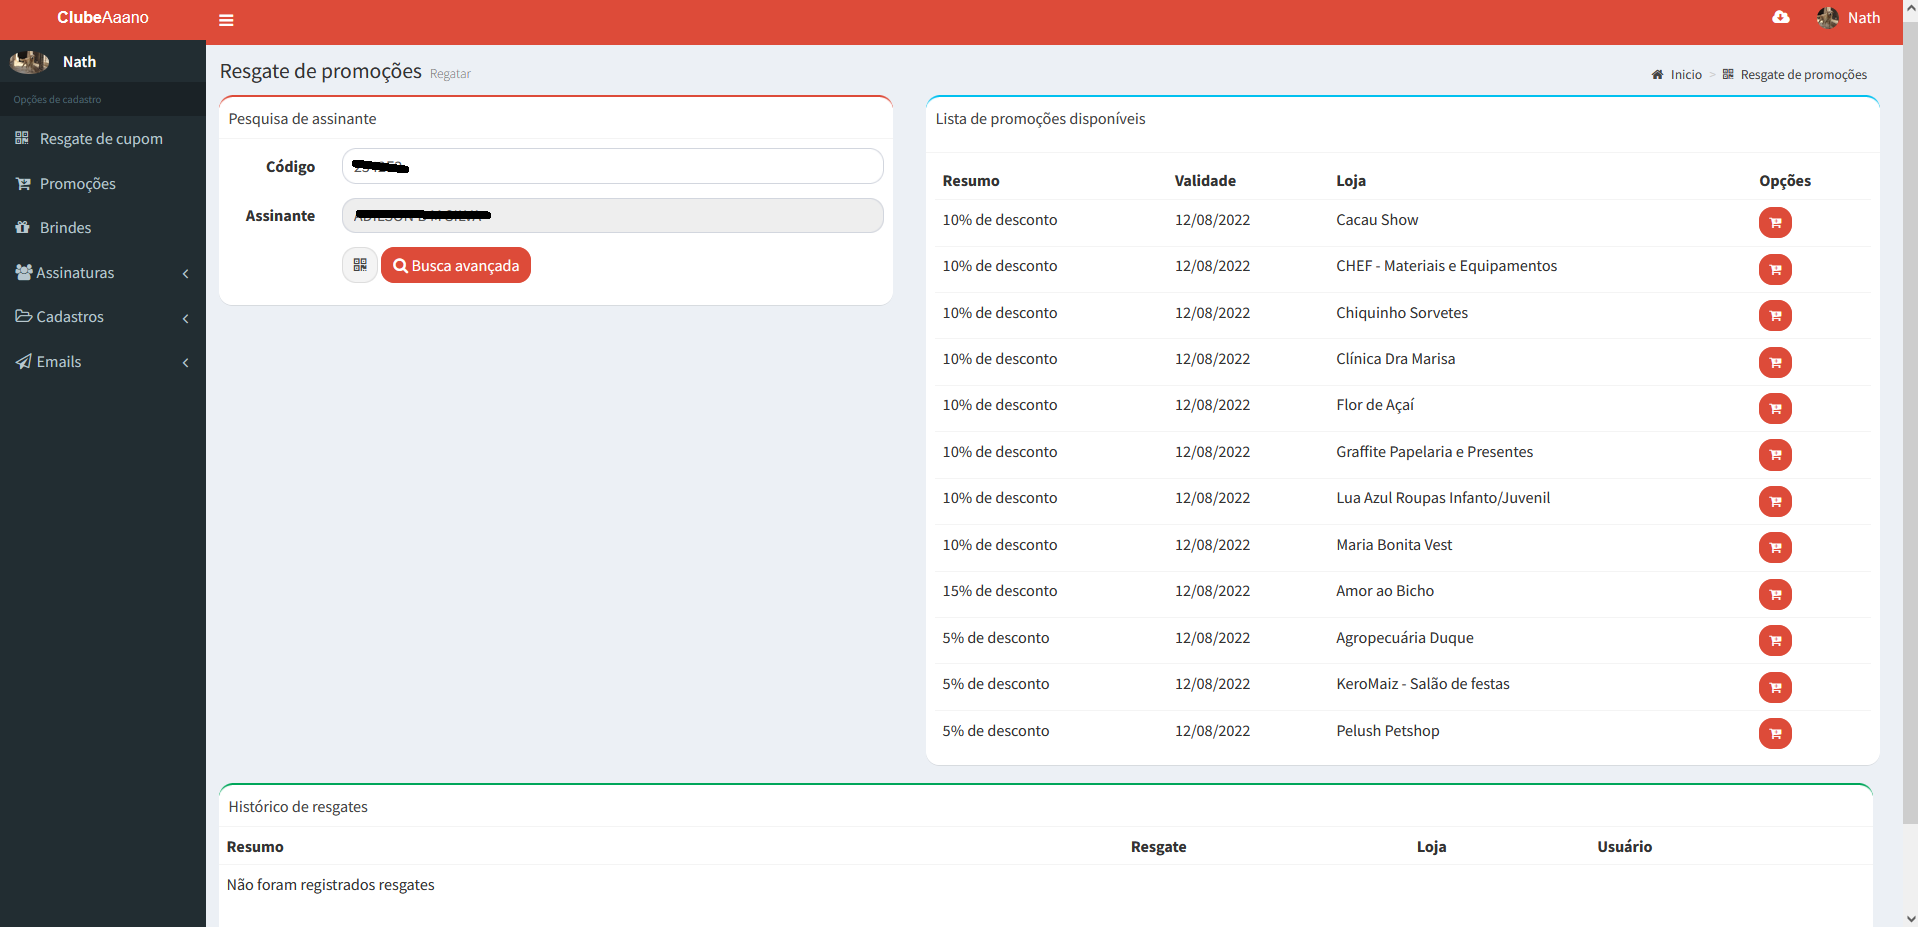 ClubeAaano
Nath
Nath
Opções de cadastro
Resgate de cupom
Promoções
Brindes
Assinaturas
Cadastros
Emails
Resgate de promoções Regatar
Inicio > Resgate de promoções
Pesquisa de assinante
Código
Assinante
Busca avançada
Lista de promoções disponíveis
Resumo Validade Loja Opções
10% de desconto 12/08/2022 Cacau Show
10% de desconto 12/08/2022 CHEF - Materiais e Equipamentos
10% de desconto 12/08/2022 Chiquinho Sorvetes
10% de desconto 12/08/2022 Clínica Dra Marisa
10% de desconto 12/08/2022 Flor de Açaí
10% de desconto 12/08/2022 Graffite Papelaria e Presentes
10% de desconto 12/08/2022 Lua Azul Roupas Infanto/Juvenil
10% de desconto 12/08/2022 Maria Bonita Vest
15% de desconto 12/08/2022 Amor ao Bicho
5% de desconto 12/08/2022 Agropecuária Duque
5% de desconto 12/08/2022 KeroMaiz - Salão de festas
5% de desconto 12/08/2022 Pelush Petshop
Histórico de resgates
Resumo Resgate Loja Usuário
Não foram registrados resgates